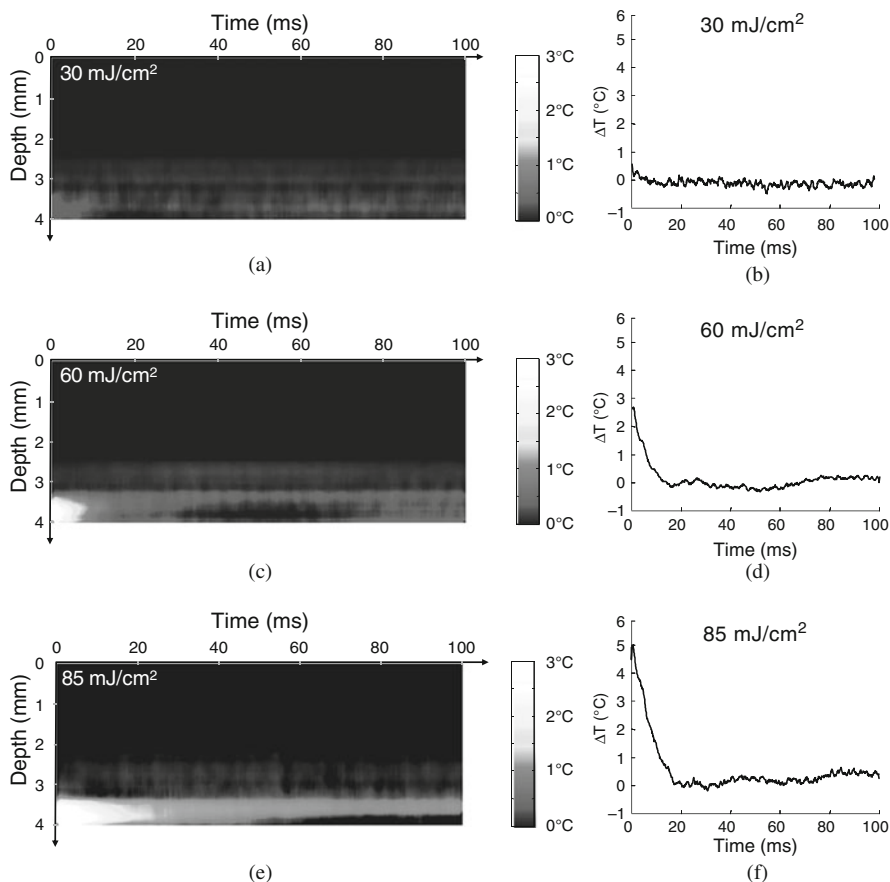 Time (ms)
0 20 40 60 80 100
30 mJ/cm²
Depth (mm)
0
1
2
3
4
3°C
2°C
1°C
0°C
(a)
30 mJ/cm²
ΔT (°C)
6
5
4
3
2
1
0
−1
0 20 40 60 80 100
Time (ms)
(b)
Time (ms)
0 20 40 60 80 100
60 mJ/cm²
Depth (mm)
0
1
2
3
4
3°C
2°C
1°C
0°C
(c)
60 mJ/cm²
ΔT (°C)
6
5
4
3
2
1
0
−1
0 20 40 60 80 100
Time (ms)
(d)
Time (ms)
0 20 40 60 80 100
85 mJ/cm²
Depth (mm)
0
1
2
3
4
3°C
2°C
1°C
0°C
(e)
85 mJ/cm²
ΔT (°C)
6
5
4
3
2
1
0
−1
0 20 40 60 80 100
Time (ms)
(f)